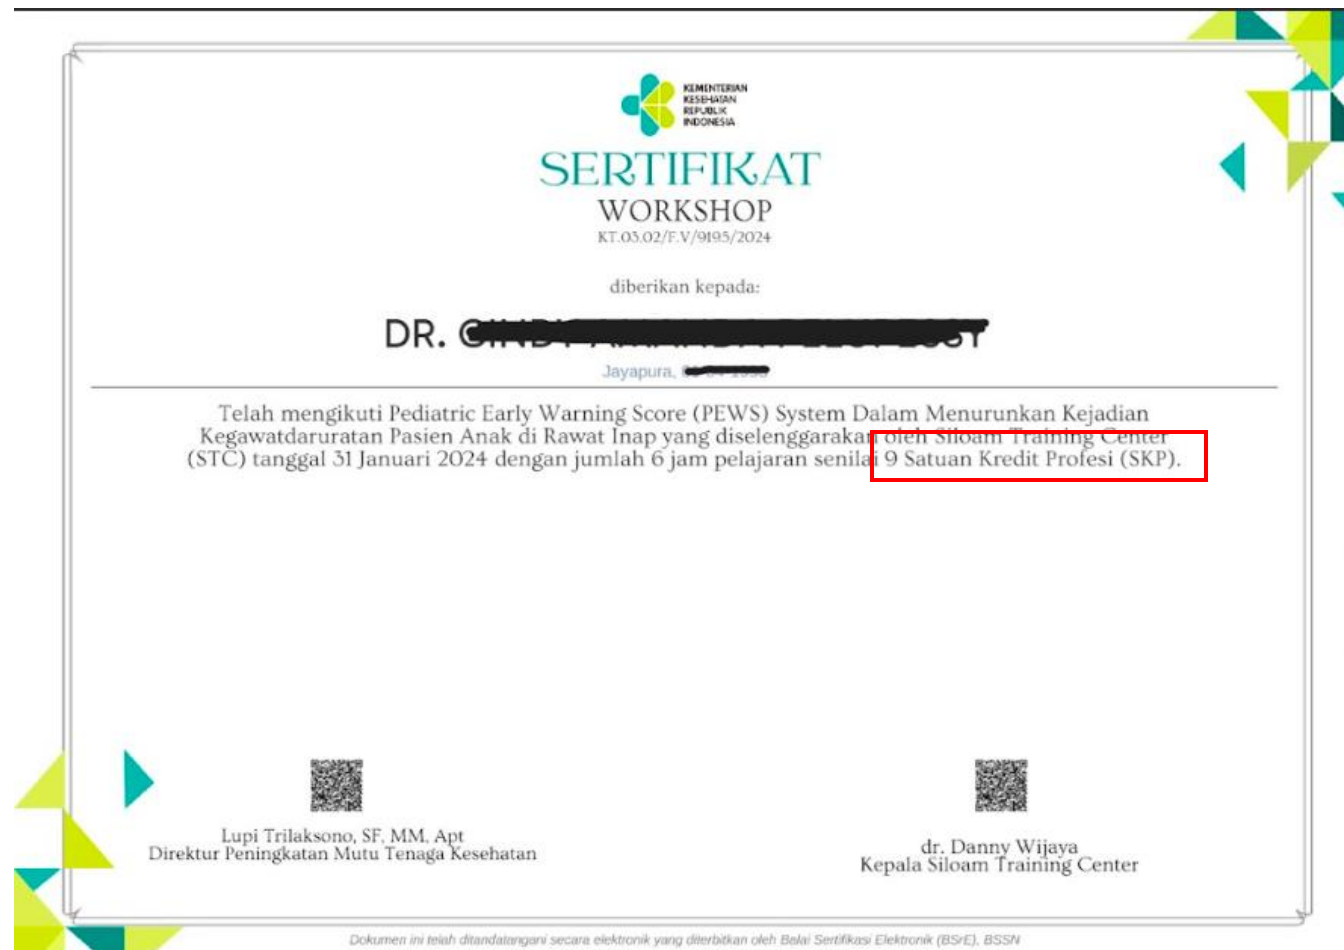 KEMENTERIAN
KESEHATAN
REPUBLIK
INDONESIA
SERTIFIKAT
WORKSHOP
KT.03.02/F.V/9195/2024
diberikan kepada:
DR.
Jayapura,
Telah mengikuti Pediatric Early Warning Score (PEWS) System Dalam Menurunkan Kejadian
Kegawatdaruratan Pasien Anak di Rawat Inap yang diselenggarakan oleh Siloam Training Center
(STC) tanggal 31 Januari 2024 dengan jumlah 6 jam pelajaran senilai 9 Satuan Kredit Profesi (SKP).
Lupi Trilaksono, SF, MM, Apt
Direktur Peningkatan Mutu Tenaga Kesehatan
dr. Danny Wijaya
Kepala Siloam Training Center
Dokumen ini telah ditandatangani secara elektronik yang diterbitkan oleh Balai Sertifikasi Elektronik (BSrE), BSSN